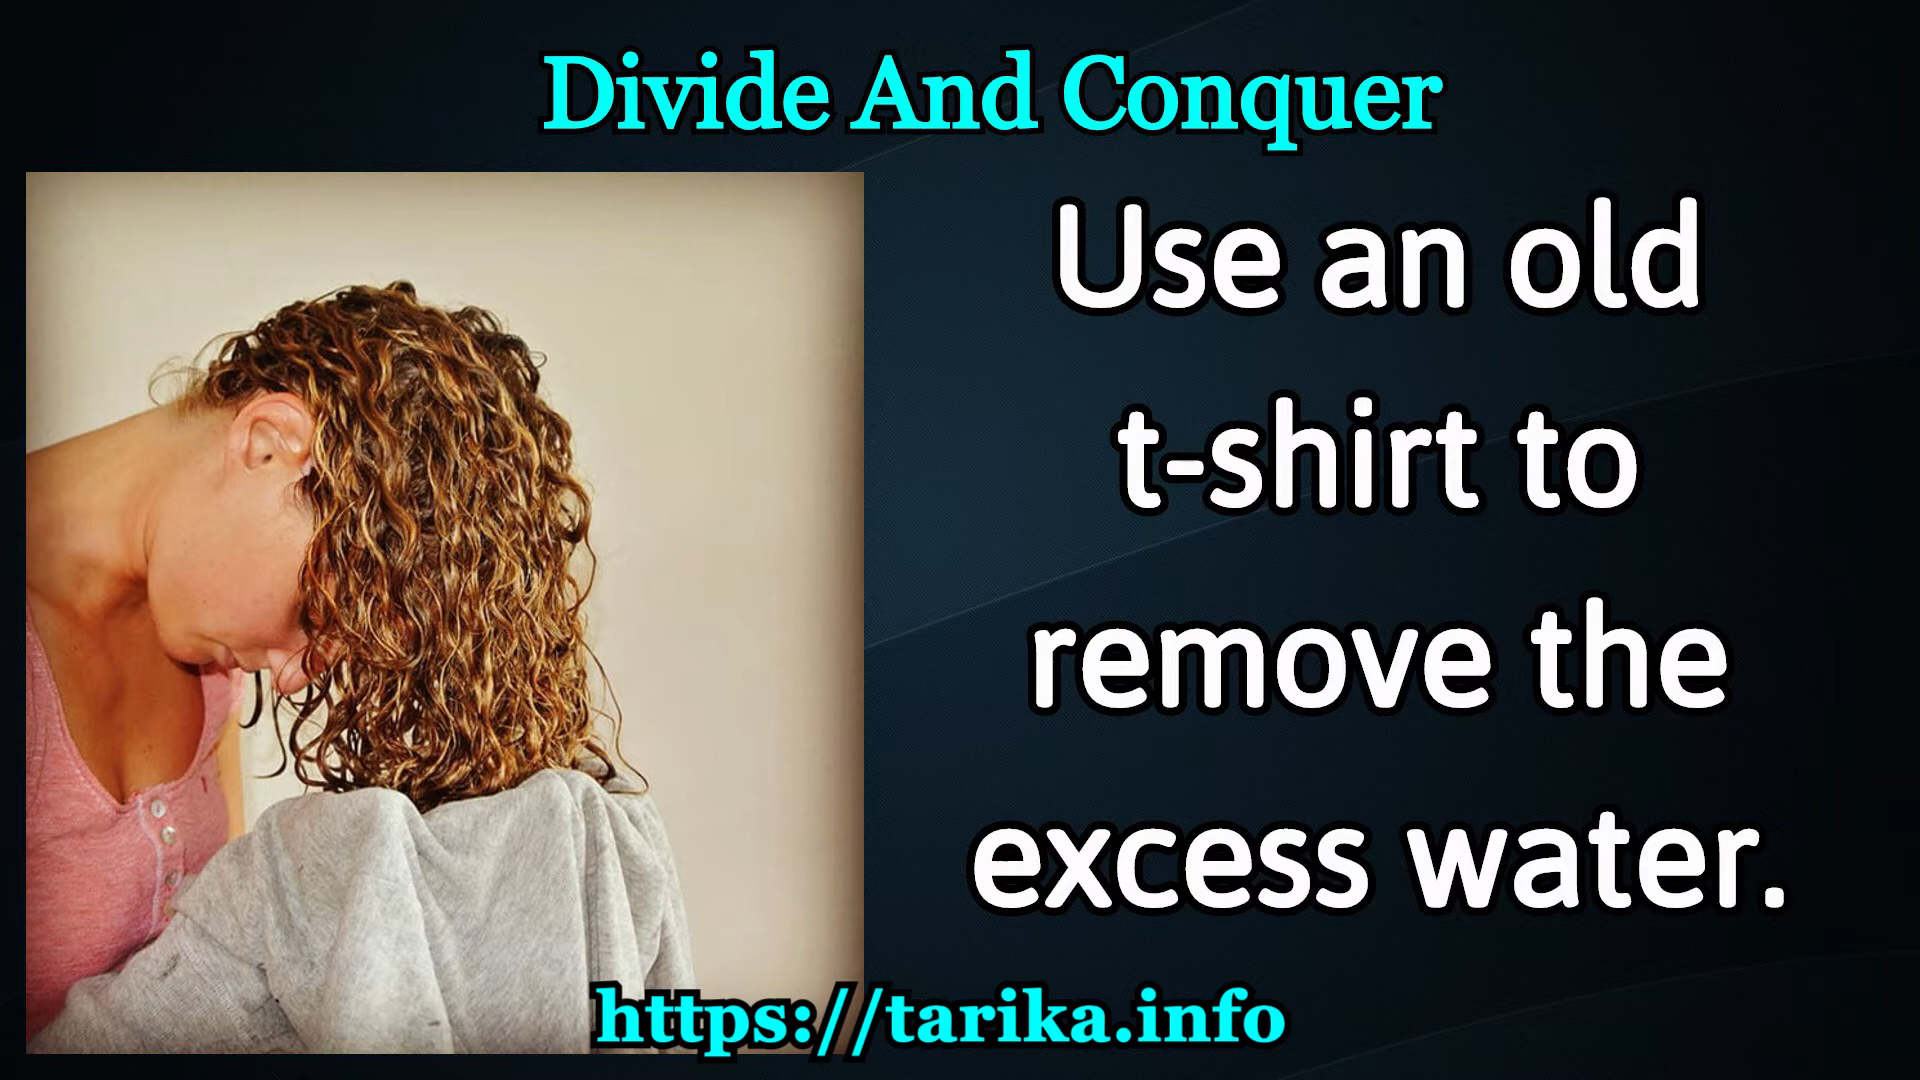 Divide And Conquer
Use an old
t-shirt to
remove the
excess water.
https://tarika.info